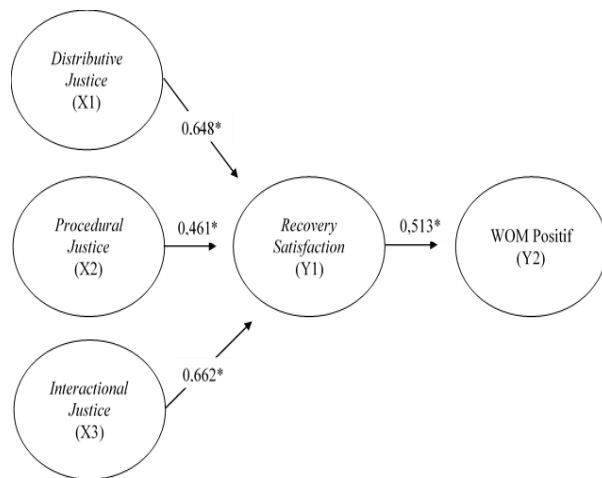 Distributive
Justice
(X1)
0.648*
Procedural
Justice
(X2)
0,461*
Recovery
Satisfaction
(Y1)
0,513*
WOM Positif
(Y2)
0.662*
Interactional
Justice
(X3)